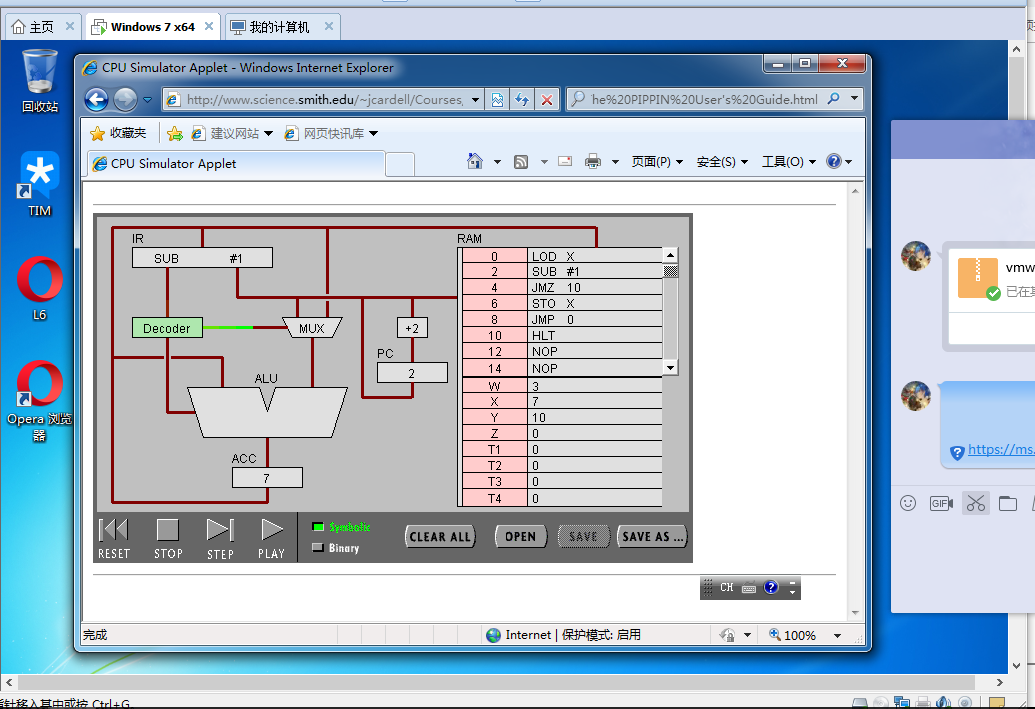 主页
Windows 7 x64
我的计算机
回收站
TIM
L6
Opera 浏览器
CPU Simulator Applet - Windows Internet Explorer
http://www.science.smith.edu/~jcardell/Courses,
he%20PIPPIN%20User's%20Guide.html
收藏夹
建议网站
网页快讯库
CPU Simulator Applet
页面(P)
安全(S)
工具(O)
IR
SUB #1
Decoder
MUX
+2
PC
2
ALU
ACC
7
RAM
0 LOD X
2 SUB #1
4 JMZ 10
6 STO X
8 JMP 0
10 HLT
12 NOP
14 NOP
W 3
X 7
Y 10
Z 0
T1 0
T2 0
T3 0
T4 0
RESET
STOP
STEP
PLAY
Symbolic
Binary
CLEAR ALL
OPEN
SAVE
SAVE AS ...
CH
完成
Internet | 保护模式: 启用
100%
vmw
已在
https://ms.
GIF
指针移入其中或按 Ctrl+G.